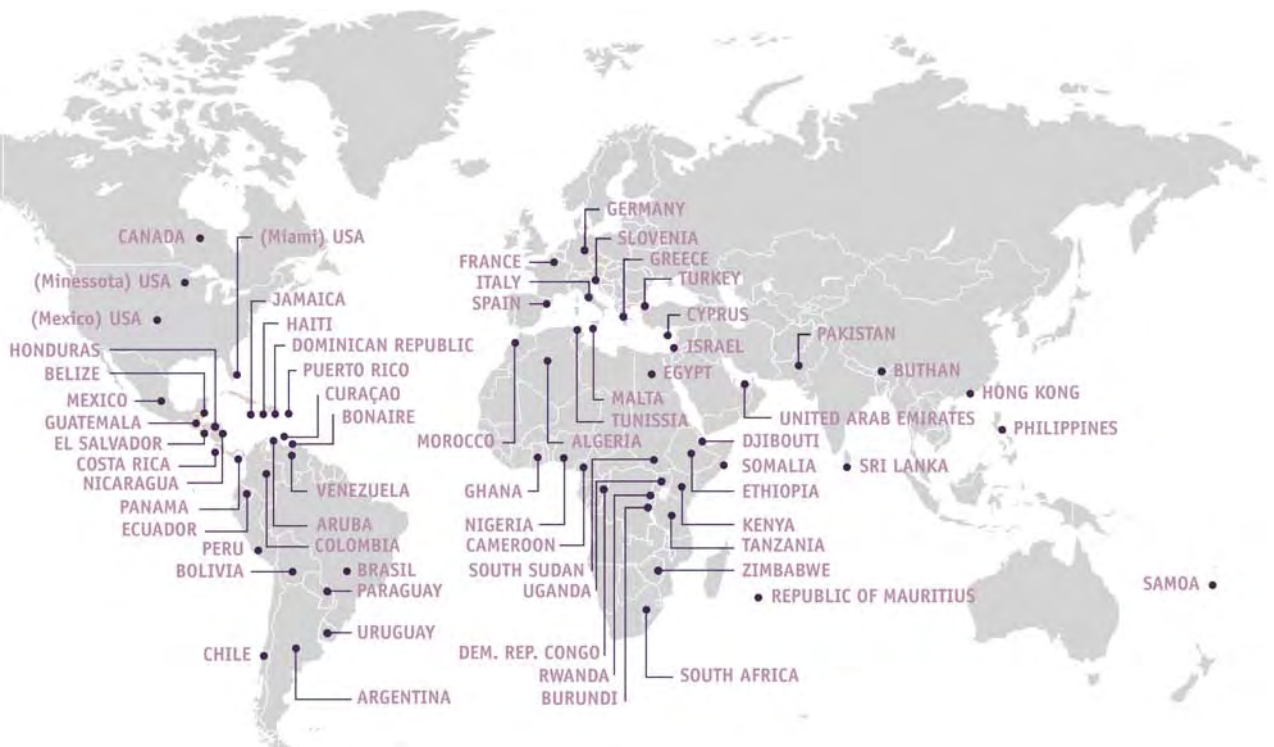 GERMANY
CANADA
(Miami) USA
SLOVENIA
FRANCE
GREECE
(Minessota) USA
ITALY
TURKEY
JAMAICA
SPAIN
(Mexico) USA
HAITI
CYPRUS
PAKISTAN
HONDURAS
DOMINICAN REPUBLIC
ISRAEL
BELIZE
PUERTO RICO
EGYPT
BUTHAN
MEXICO
CURAÇAO
MALTA
HONG KONG
GUATEMALA
BONAIRE
TUNISSIA
UNITED ARAB EMIRATES
EL SALVADOR
MOROCCO
ALGERIA
DJIBOUTI
PHILIPPINES
COSTA RICA
SOMALIA
SRI LANKA
NICARAGUA
VENEZUELA
GHANA
ETHIOPIA
PANAMA
ECUADOR
ARUBA
NIGERIA
KENYA
PERU
COLOMBIA
CAMEROON
TANZANIA
BOLIVIA
BRASIL
SOUTH SUDAN
ZIMBABWE
PARAGUAY
UGANDA
REPUBLIC OF MAURITIUS
SAMOA
URUGUAY
CHILE
DEM. REP. CONGO
RWANDA
SOUTH AFRICA
ARGENTINA
BURUNDI